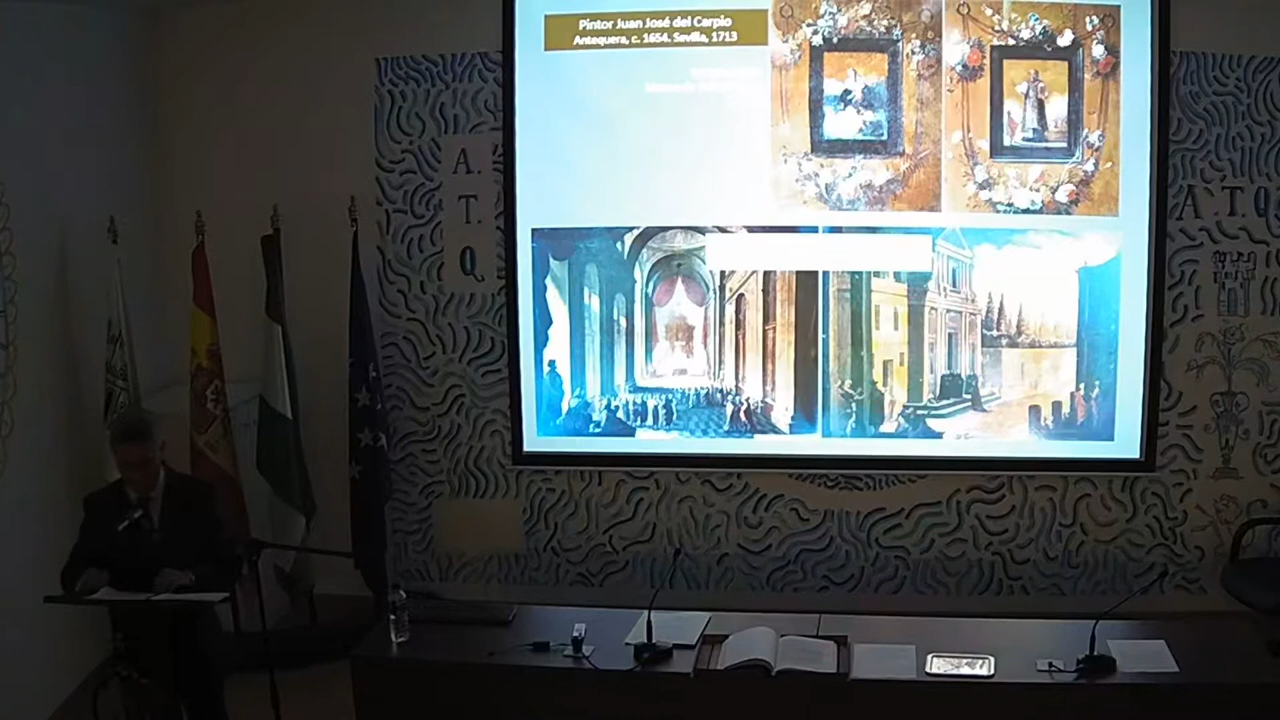 Pintor Juan José del Carpio
Antequera, c. 1654. Sevilla, 1713
A.
T.
Q
A.T.Q